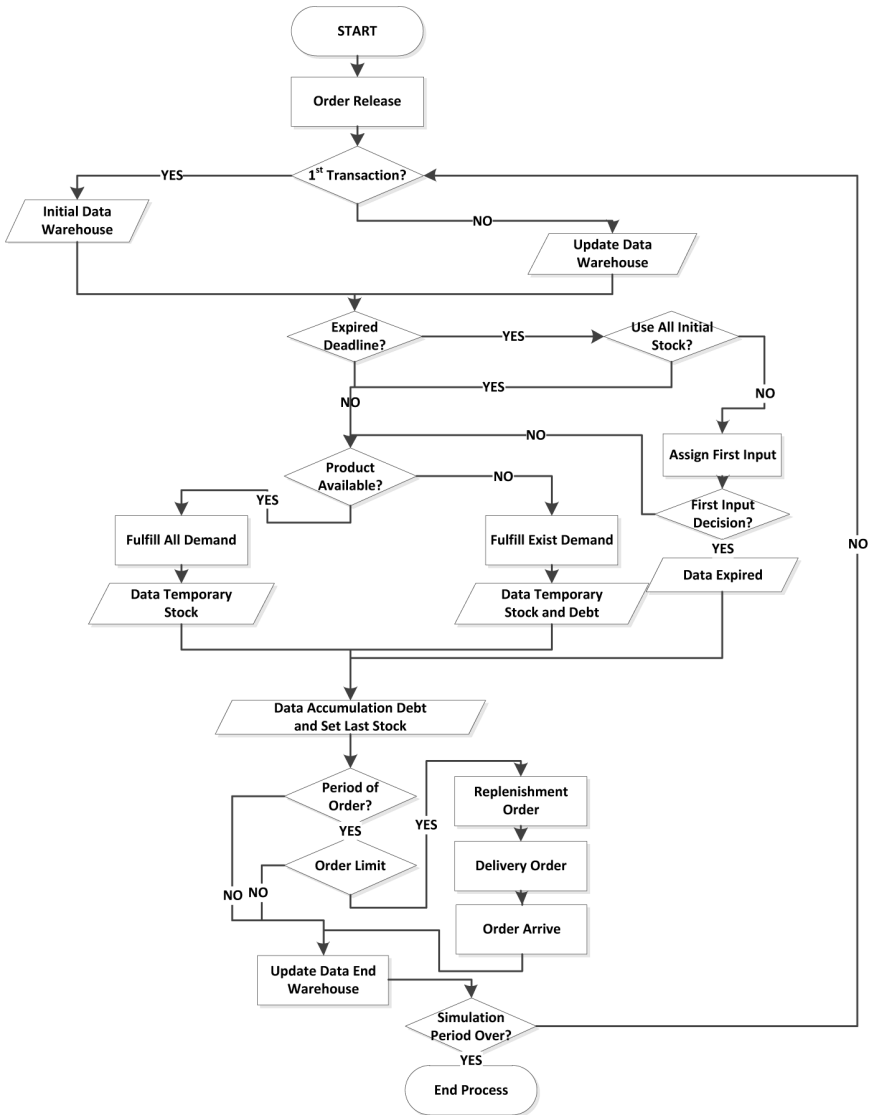 START
Order Release
1st Transaction?
YES
NO
Initial Data
Warehouse
Update Data
Warehouse
Expired
Deadline?
YES
Use All Initial
Stock?
YES
NO
NO
NO
Assign First Input
Product
Available?
NO
YES
First Input
Decision?
Fulfill All Demand
Fulfill Exist Demand
YES
NO
Data Expired
Data Temporary
Stock
Data Temporary
Stock and Debt
Data Accumulation Debt
and Set Last Stock
Period of
Order?
Replenishment
Order
YES
YES
Order Limit
Delivery Order
NO
NO
Order Arrive
Update Data End
Warehouse
Simulation
Period Over?
YES
End Process